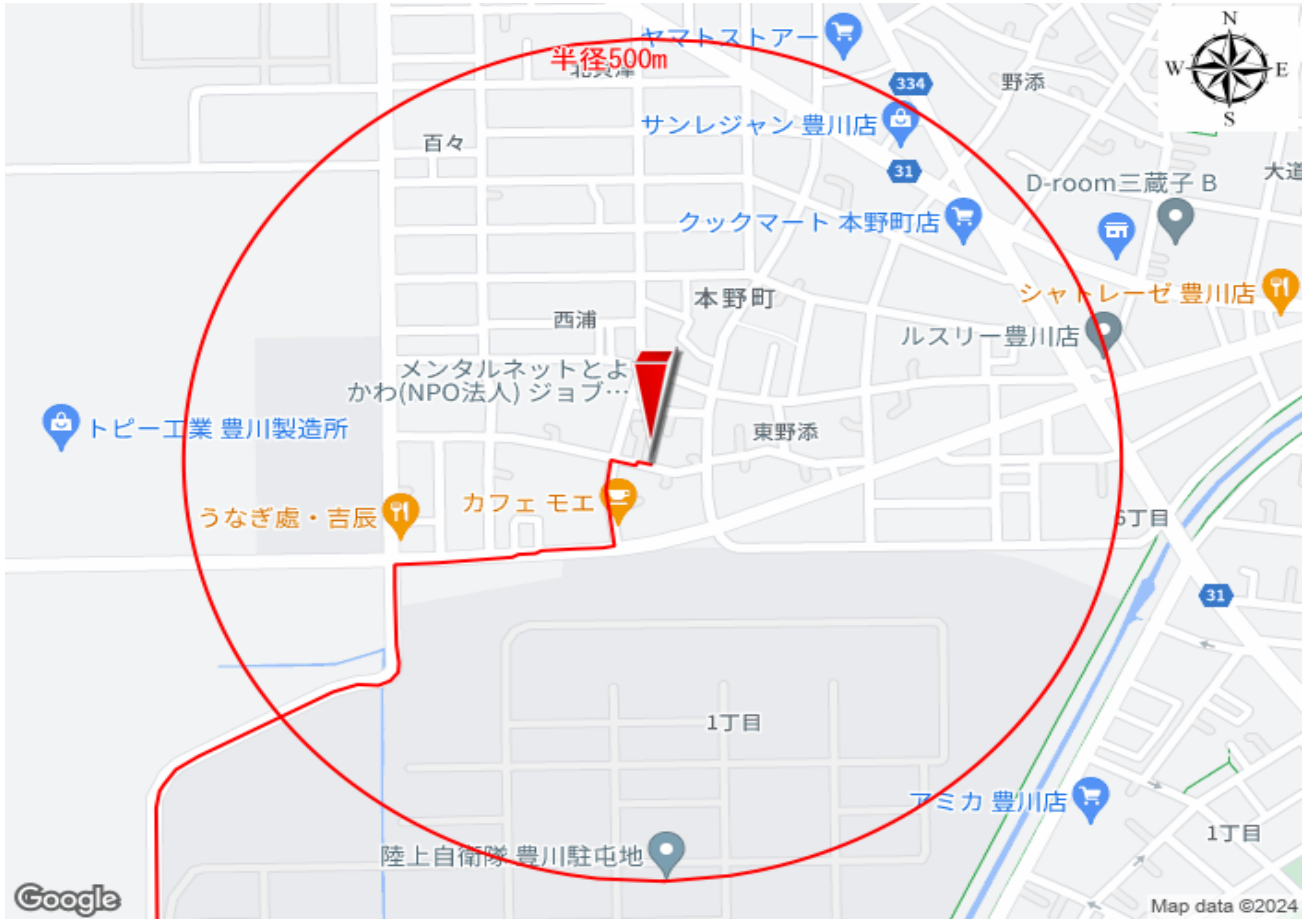 ヤマトストアー
半径500m
N
W
E
S
334
野添
サンレジャン 豊川店
百々
31
D-room三蔵子 B
クックマート 本野町店
シャトレーゼ 豊川店
本野町
西浦
ルスリー豊川店
メンタルネットとよ
かわ(NPO法人) ジョブ…
トピー工業 豊川製造所
東野添
カフェ モエ
うなぎ處・吉辰
5丁目
31
1丁目
アミカ 豊川店
1丁目
陸上自衛隊 豊川駐屯地
Google
Map data ©2024